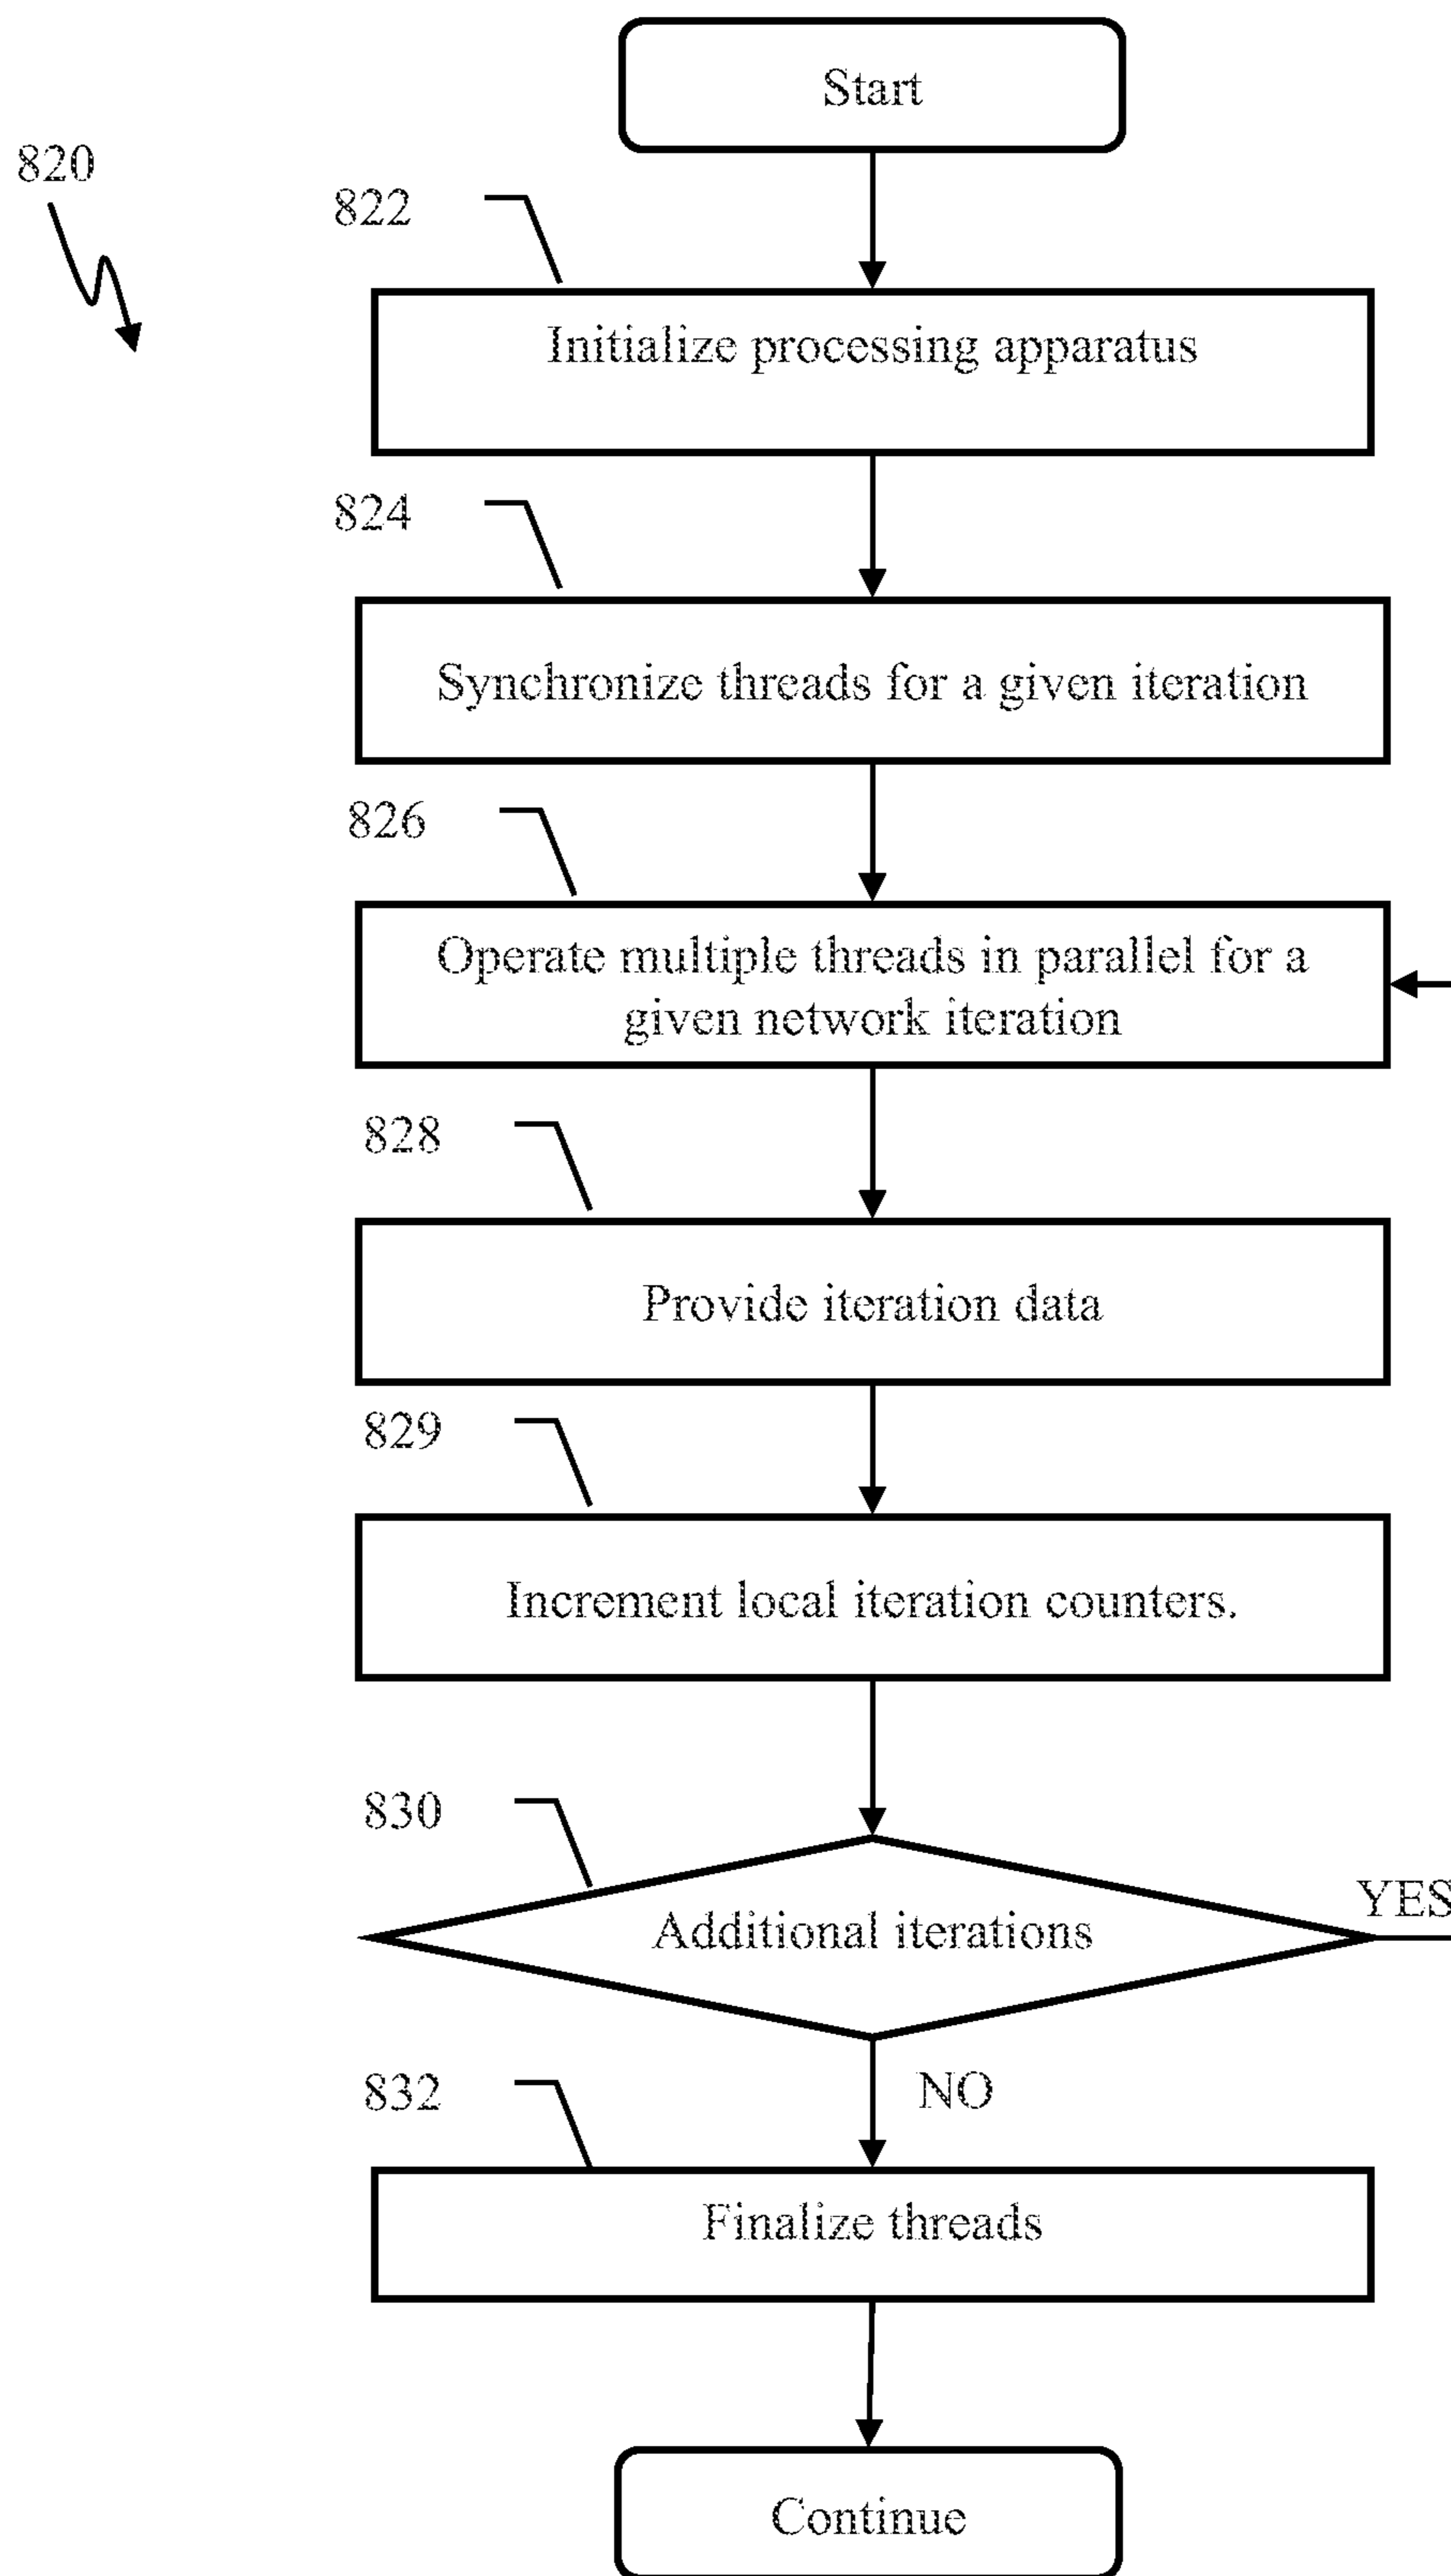 Start
820
822
Initialize processing apparatus
824
Synchronize threads for a given iteration
826
Operate multiple threads in parallel for a
given network iteration
828
Provide iteration data
829
Increment local iteration counters.
830
Additional iterations
YES
832
NO
Finalize threads
Continue